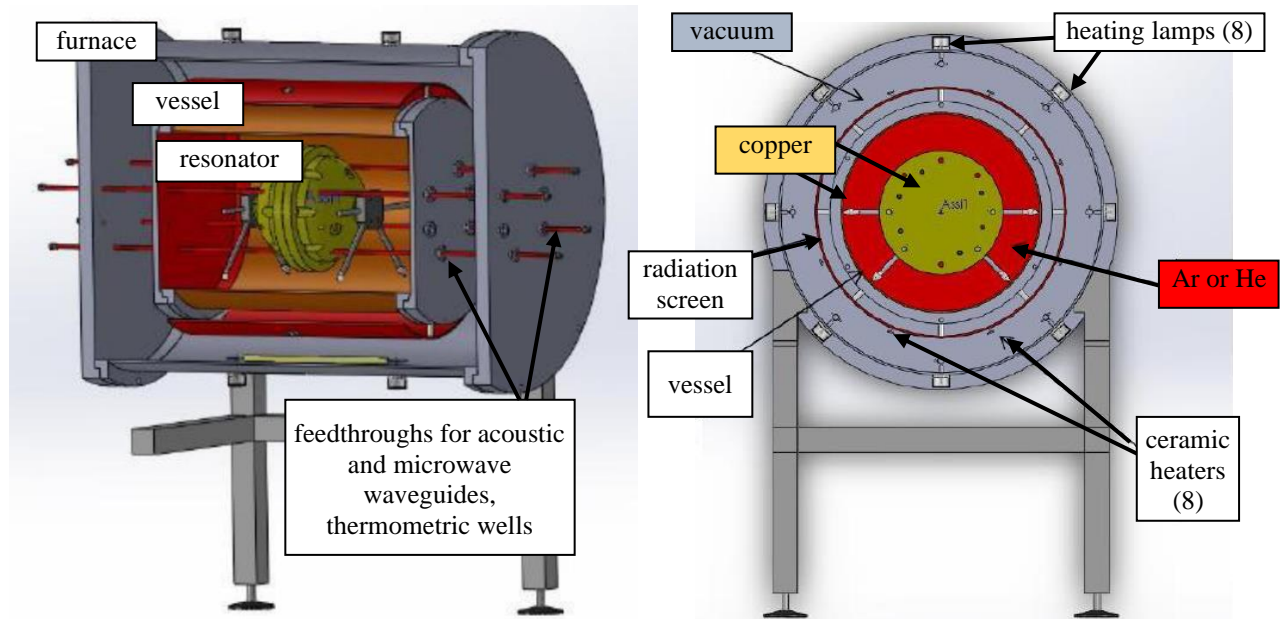 furnace
vessel
resonator
feedthroughs for acoustic
and microwave
waveguides,
thermometric wells
vacuum
heating lamps (8)
copper
Assi1
radiation
screen
Ar or He
vessel
ceramic
heaters
(8)